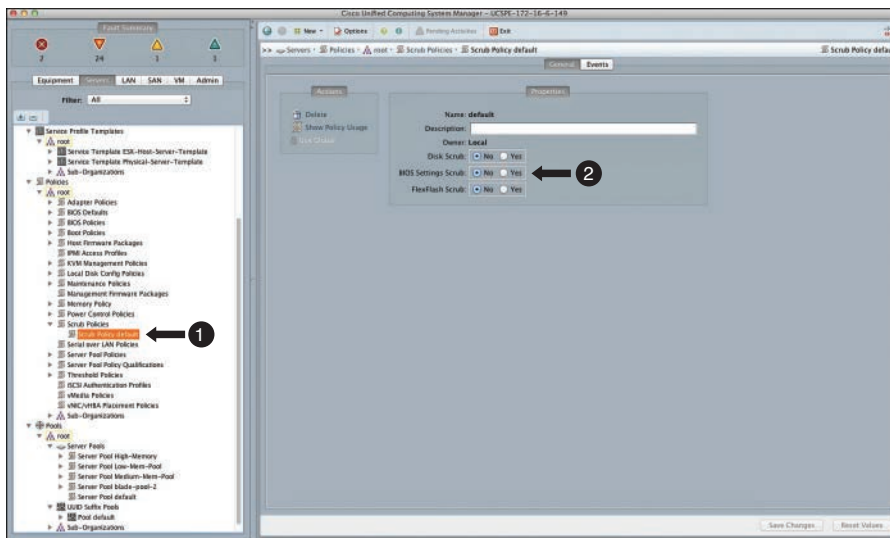 Cisco Unified Computing System Manager - UCSPE-172-16-6-149
Fault Summary
2 24 1 3
Equipment Servers LAN SAN VM Admin
Filter: All
Service Profile Templates
root
Service Template ESX-Host-Server-Template
Service Template Physical-Server-Template
Sub-Organizations
Policies
root
Adapter Policies
BIOS Defaults
BIOS Policies
Boot Policies
Host Firmware Packages
IPMI Access Profiles
KVM Management Policies
Local Disk Config Policies
Maintenance Policies
Management Firmware Packages
Memory Policy
Power Control Policies
Scrub Policies
Scrub Policy default
1
Serial over LAN Policies
Server Pool Policies
Server Pool Policy Qualifications
Threshold Policies
iSCSI Authentication Profiles
vMedia Policies
vNIC/vHBA Placement Policies
Sub-Organizations
Pools
root
Server Pools
Server Pool High-Memory
Server Pool Low-Mem-Pool
Server Pool Medium-Mem-Pool
Server Pool blade-pool-2
Server Pool default
UUID Suffix Pools
Pool default
Sub-Organizations
New Options Pending Activities Exit
>> Servers Policies root Scrub Policies Scrub Policy default
Scrub Policy defau
General Events
Actions
Delete
Show Policy Usage
Use Global
Properties
Name: default
Description:
Owner: Local
Disk Scrub: No Yes
BIOS Settings Scrub: No Yes
2
FlexFlash Scrub: No Yes
Save Changes Reset Values